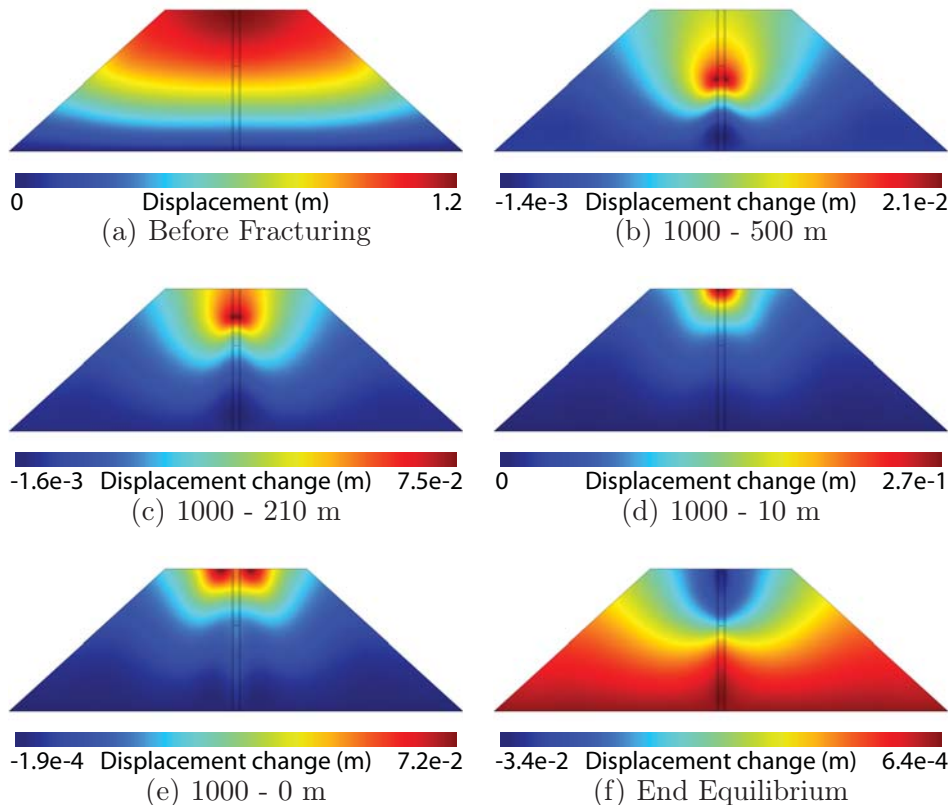 0 Displacement (m) 1.2
(a) Before Fracturing
-1.4e-3 Displacement change (m) 2.1e-2
(b) 1000 - 500 m
-1.6e-3 Displacement change (m) 7.5e-2
(c) 1000 - 210 m
0 Displacement change (m) 2.7e-1
(d) 1000 - 10 m
-1.9e-4 Displacement change (m) 7.2e-2
(e) 1000 - 0 m
-3.4e-2 Displacement change (m) 6.4e-4
(f) End Equilibrium